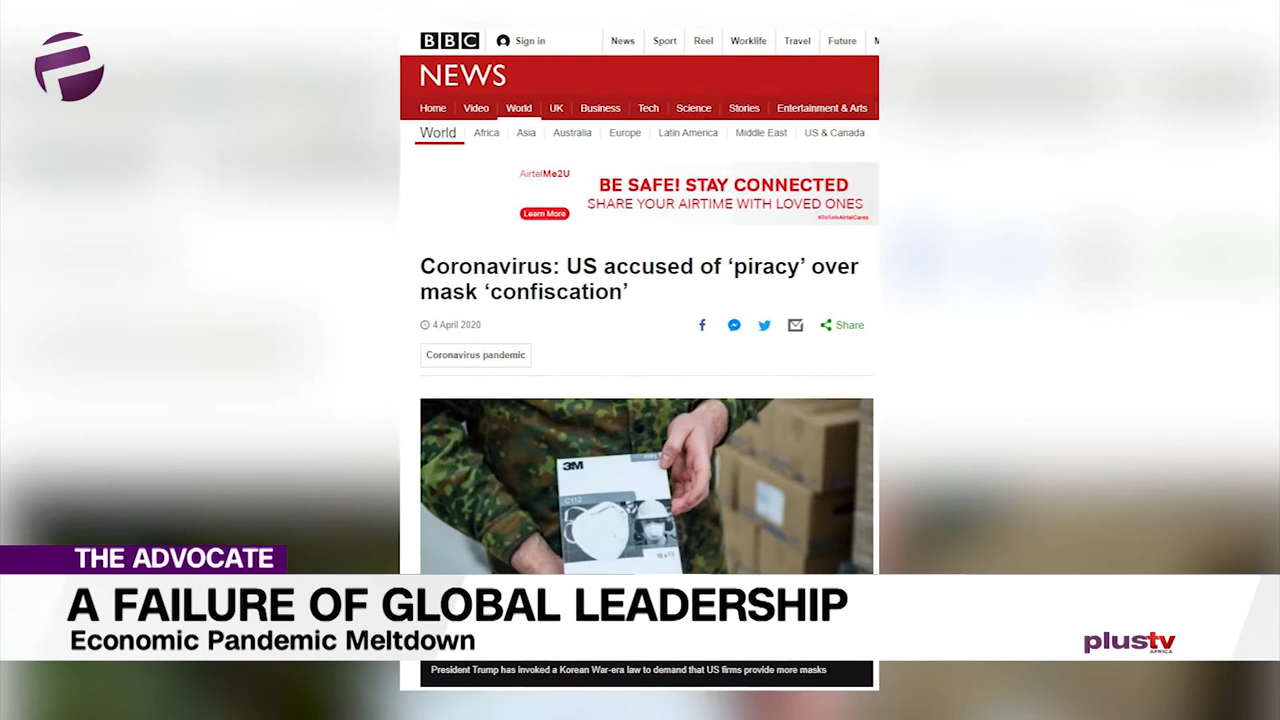 BBC Sign in News Sport Reel Worklife Travel Future M
NEWS
Home Video World UK Business Tech Science Stories Entertainment & Arts
World Africa Asia Australia Europe Latin America Middle East US & Canada
AirtelMe2U
BE SAFE! STAY CONNECTED
SHARE YOUR AIRTIME WITH LOVED ONES
Learn More
#BeSafeAirtelCares
Coronavirus: US accused of ‘piracy’ over
mask ‘confiscation’
4 April 2020
Share
Coronavirus pandemic
3M
C112
THE ADVOCATE
A FAILURE OF GLOBAL LEADERSHIP
Economic Pandemic Meltdown
plustv
AFRICA
President Trump has invoked a Korean War-era law to demand that US firms provide more masks